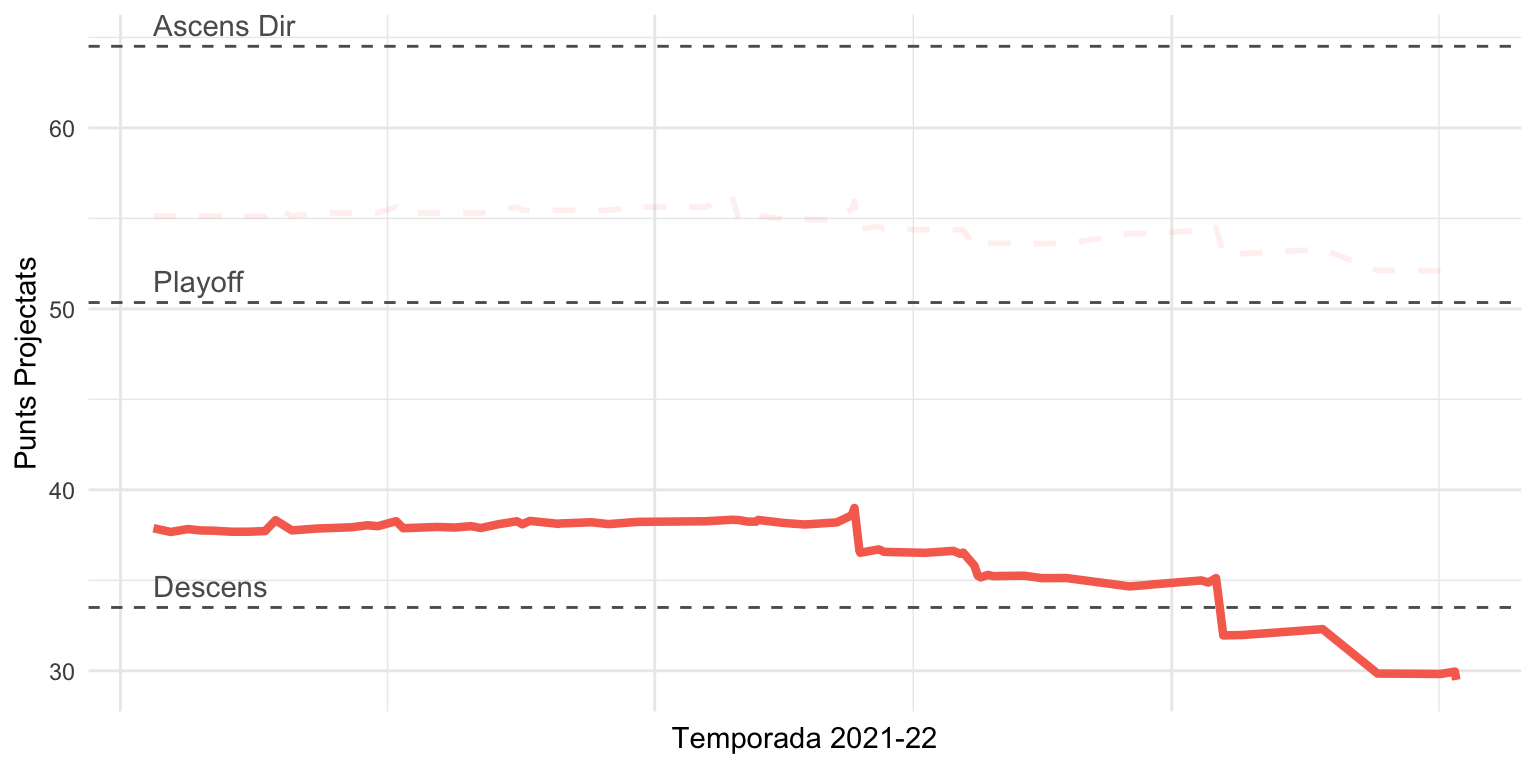 Ascens Dir
60
Playoff
50
Punts Projectats
40
Descens
30
Temporada 2021-22